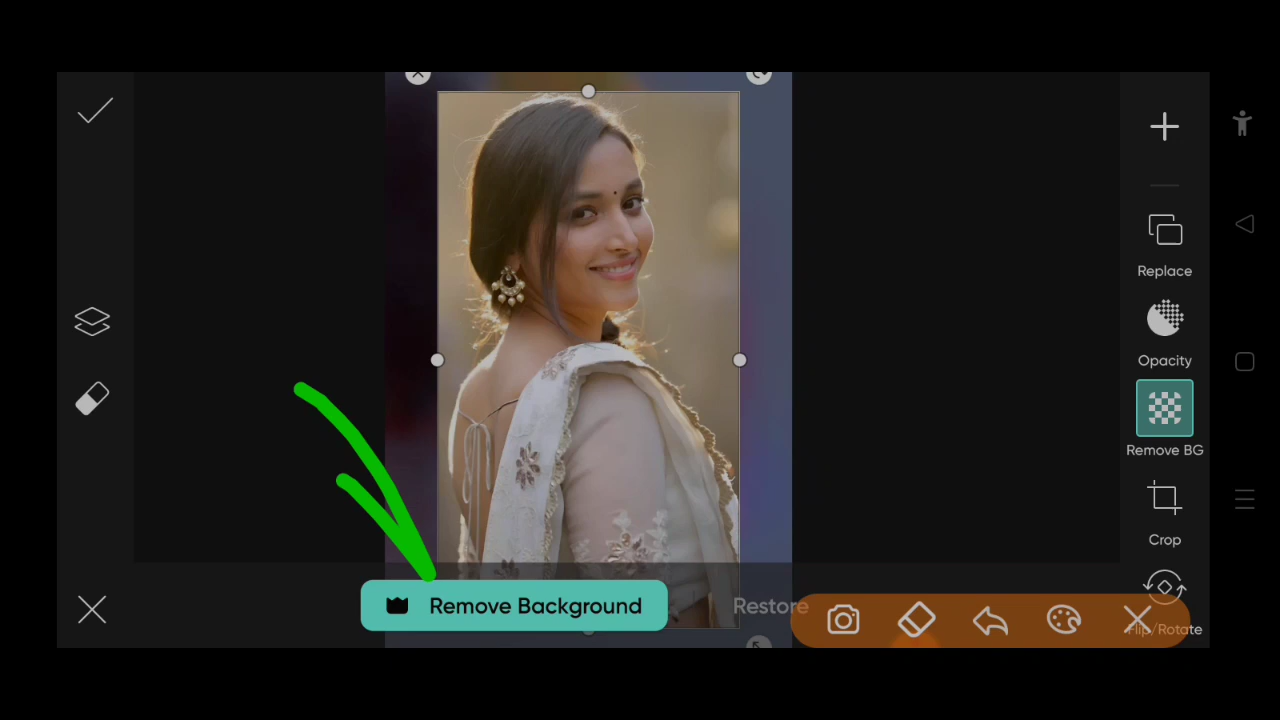 Replace
Opacity
Remove BG
Crop
Flip/Rotate
Remove Background
Restore